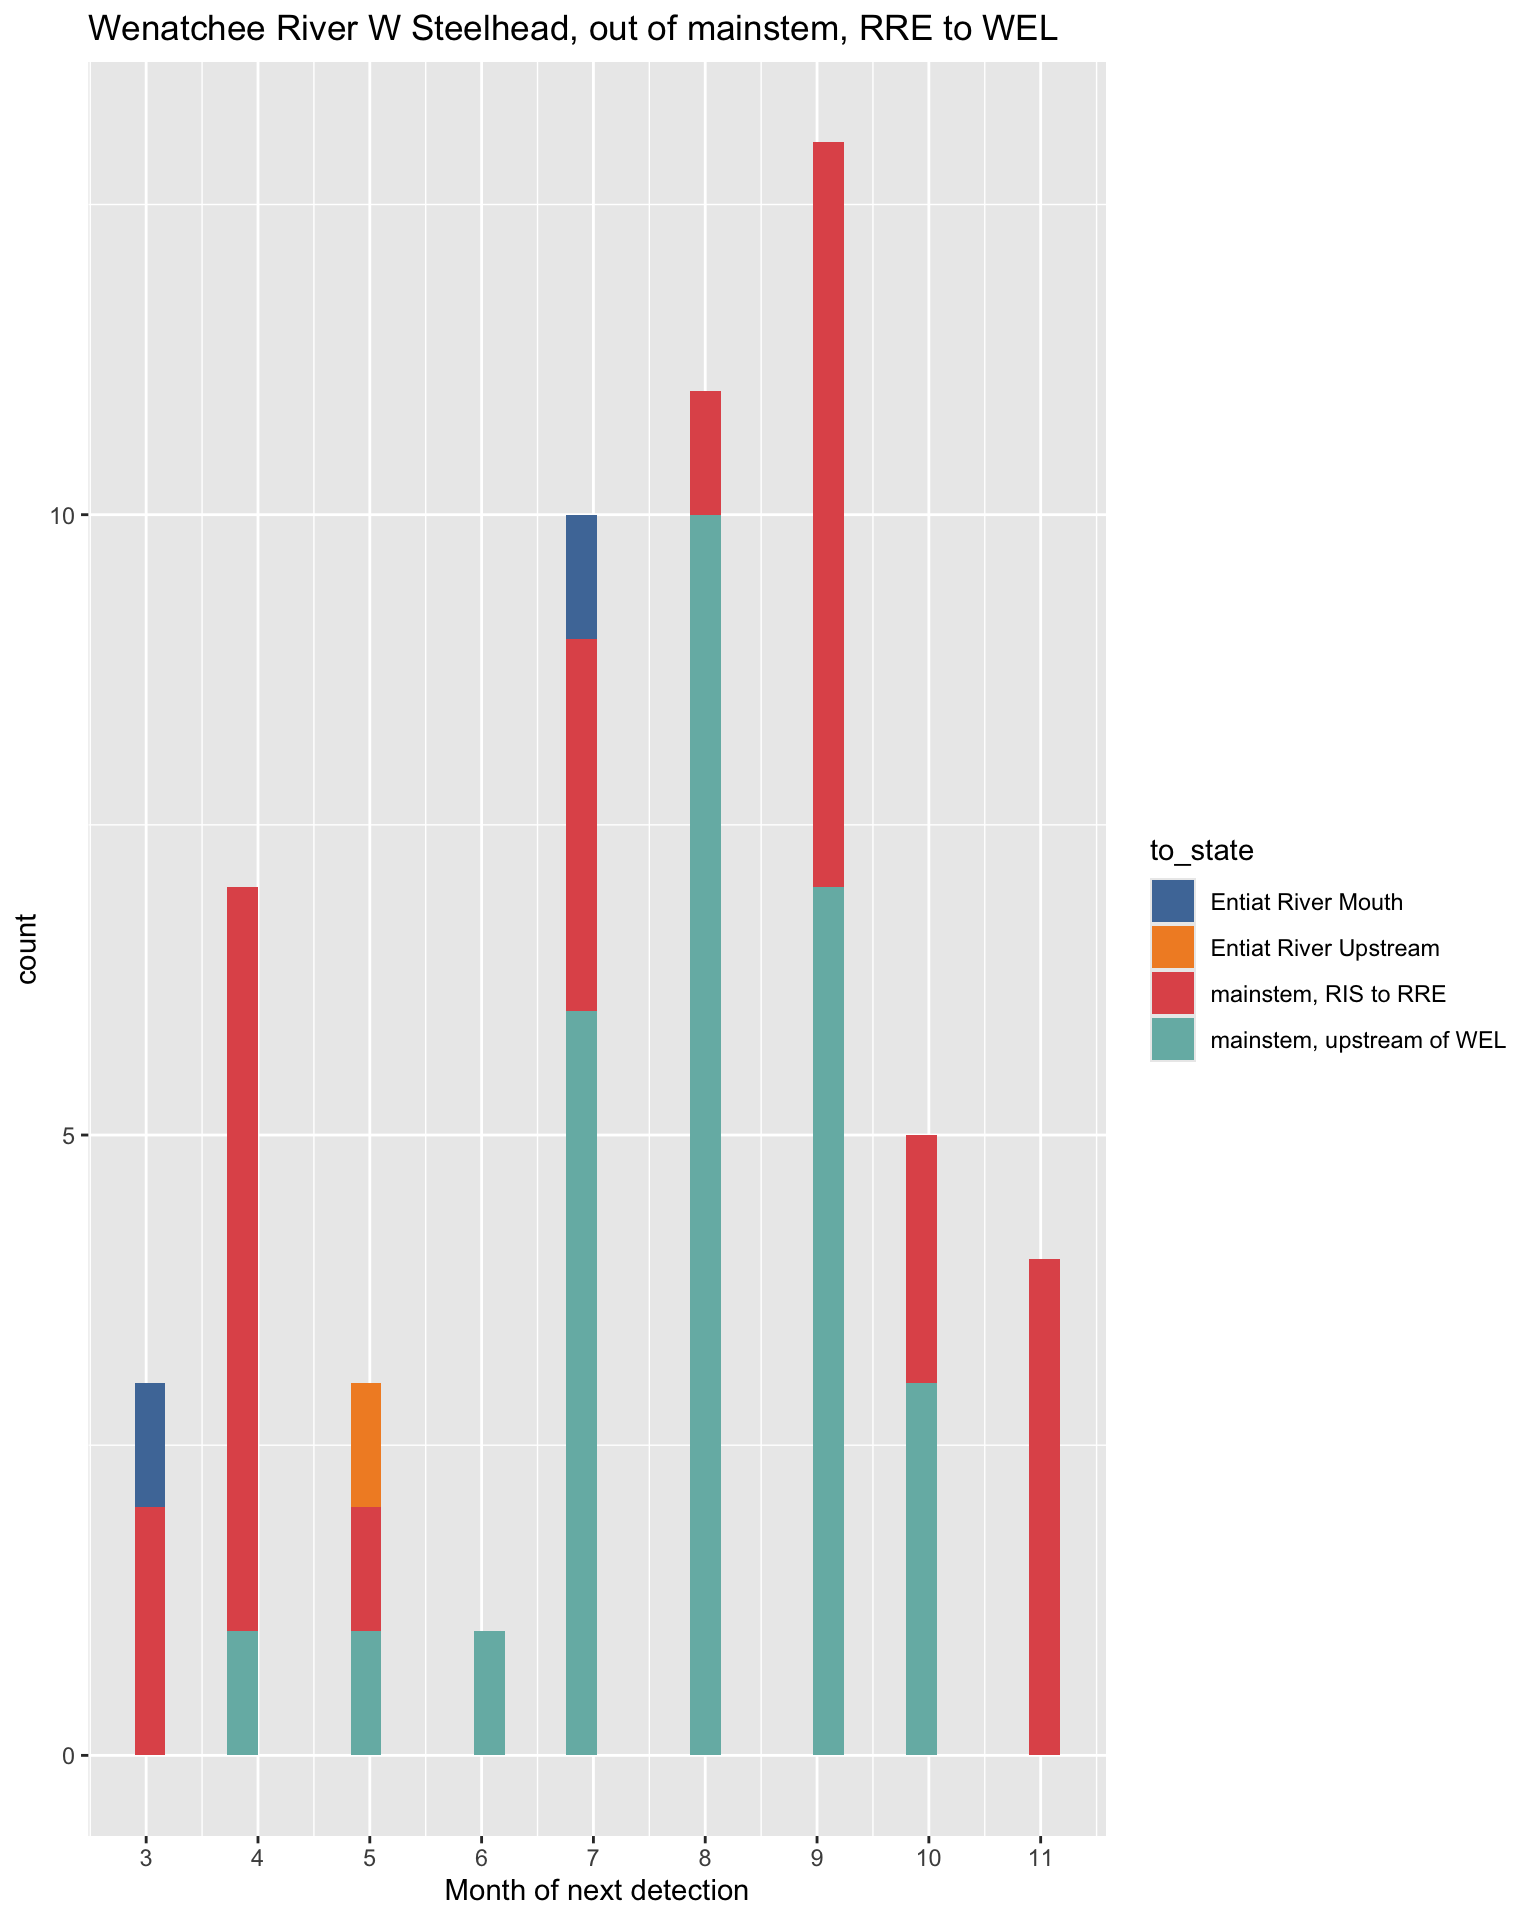 Wenatchee River W Steelhead, out of mainstem, RRE to WEL
10
5
0
count
3 4 5 6 7 8 9 10 11
Month of next detection
to_state
Entiat River Mouth
Entiat River Upstream
mainstem, RIS to RRE
mainstem, upstream of WEL